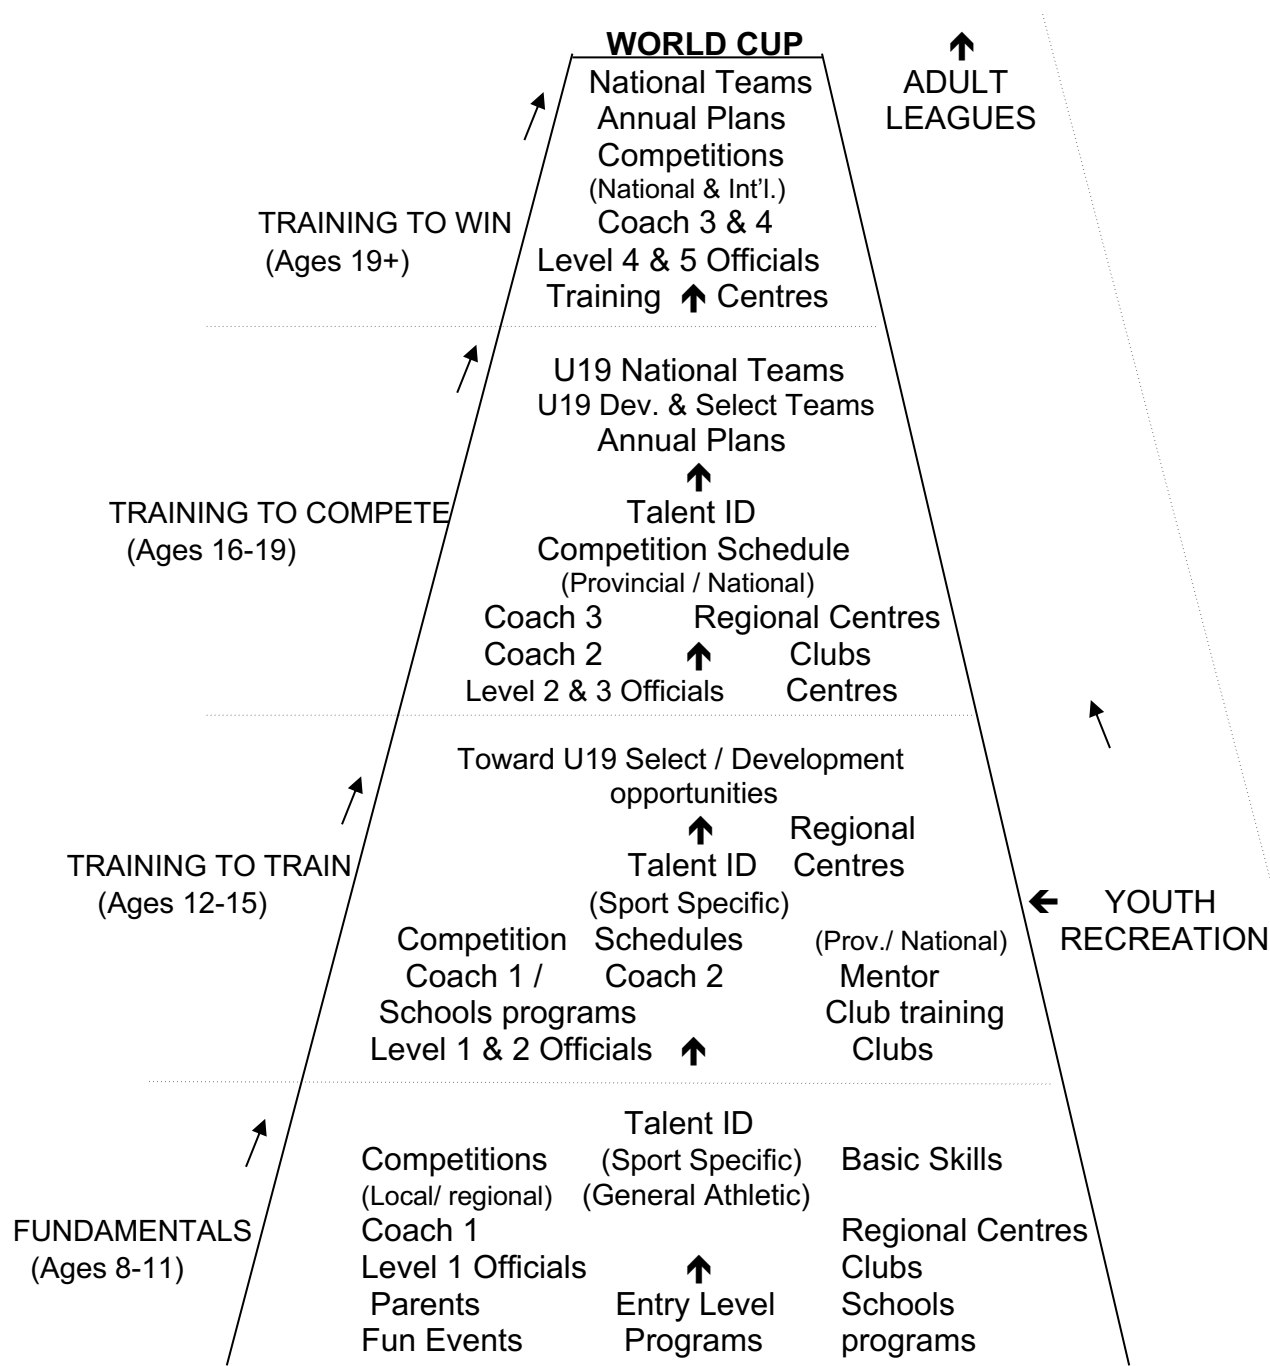 WORLD CUP
National Teams
Annual Plans
Competitions
(National & Int’l.)
Coach 3 & 4
Level 4 & 5 Officials
Training Centres
ADULT
LEAGUES
TRAINING TO WIN
(Ages 19+)
U19 National Teams
U19 Dev. & Select Teams
Annual Plans
Talent ID
Competition Schedule
(Provincial / National)
Coach 3 Regional Centres
Coach 2 Clubs
Level 2 & 3 Officials Centres
TRAINING TO COMPETE
(Ages 16-19)
Toward U19 Select / Development
opportunities
Regional
Talent ID Centres
(Sport Specific)
Competition Schedules (Prov./ National)
Coach 1 / Coach 2 Mentor
Schools programs Club training
Level 1 & 2 Officials Clubs
TRAINING TO TRAIN
(Ages 12-15)
YOUTH
RECREATION
Talent ID
Competitions (Sport Specific) Basic Skills
(Local/ regional) (General Athletic)
Coach 1 Regional Centres
Level 1 Officials Clubs
Parents Entry Level Schools
Fun Events Programs programs
FUNDAMENTALS
(Ages 8-11)